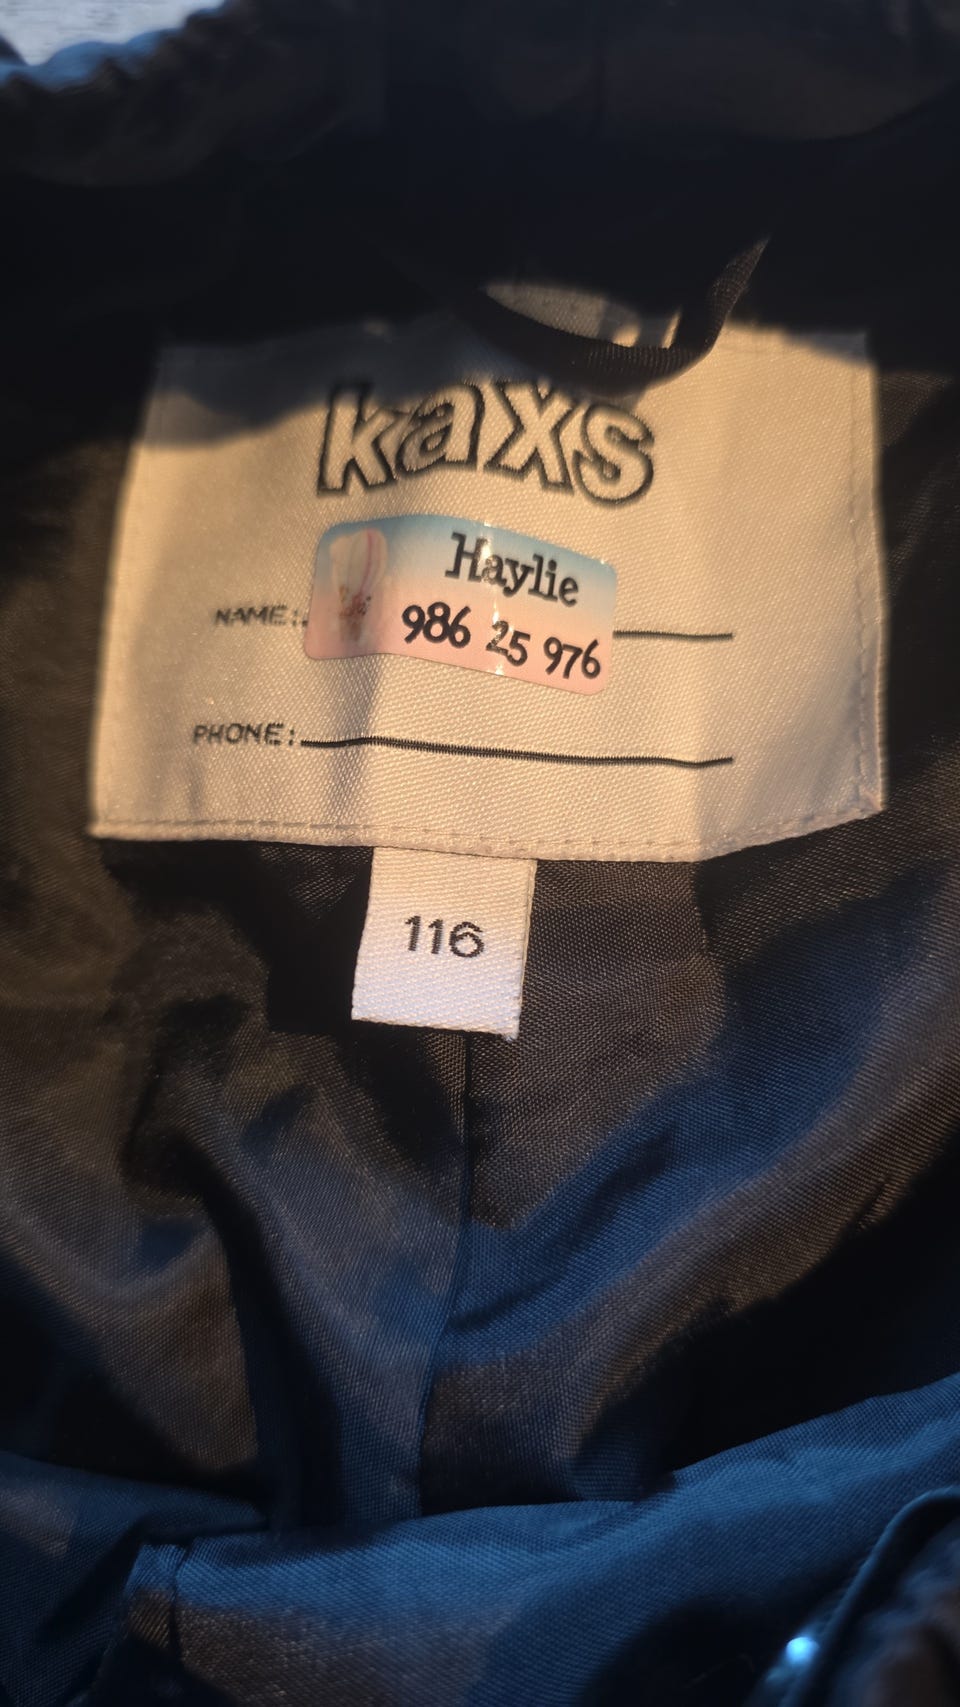 kaxs
Haylie
NAME:
986 25 976
PHONE:
116